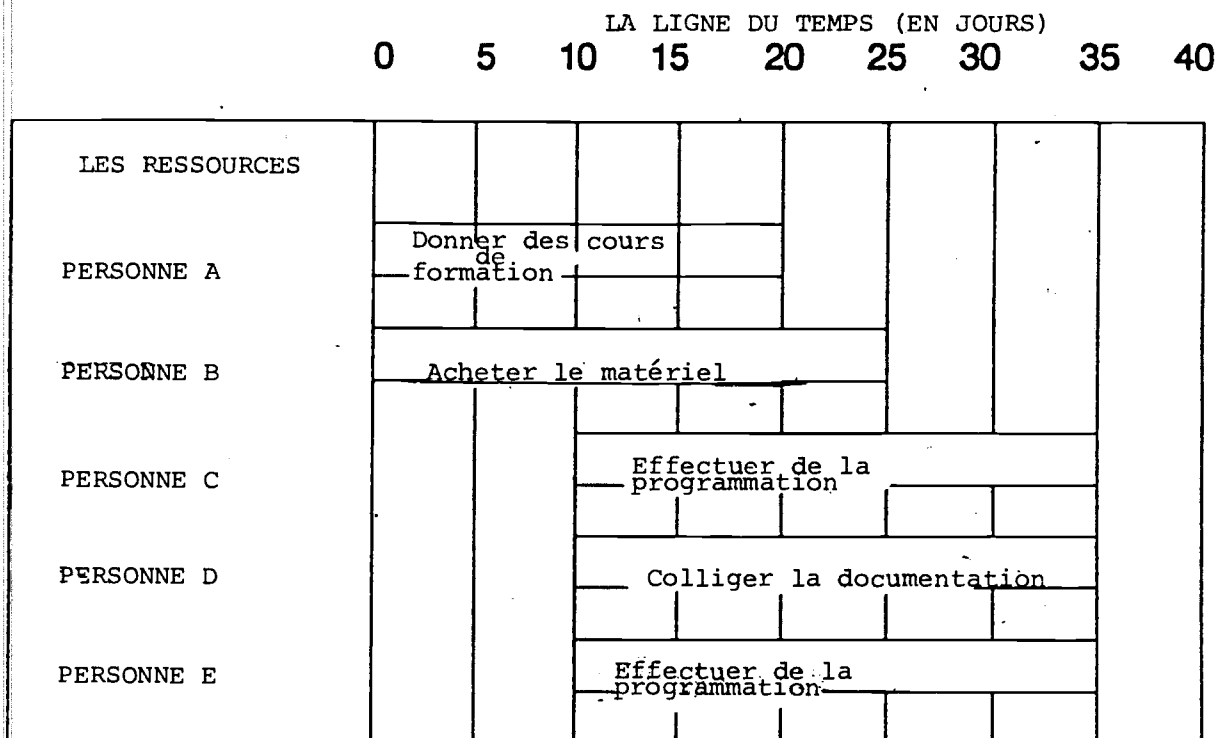 LA LIGNE DU TEMPS (EN JOURS)
0 5 10 15 20 25 30 35 40
LES RESSOURCES
Donner des cours
de
PERSONNE A formation
PERSONNE B Acheter le matériel
Effectuer de la
PERSONNE C programmation
PERSONNE D Colliger la documentation
Effectuer de la
PERSONNE E programmation